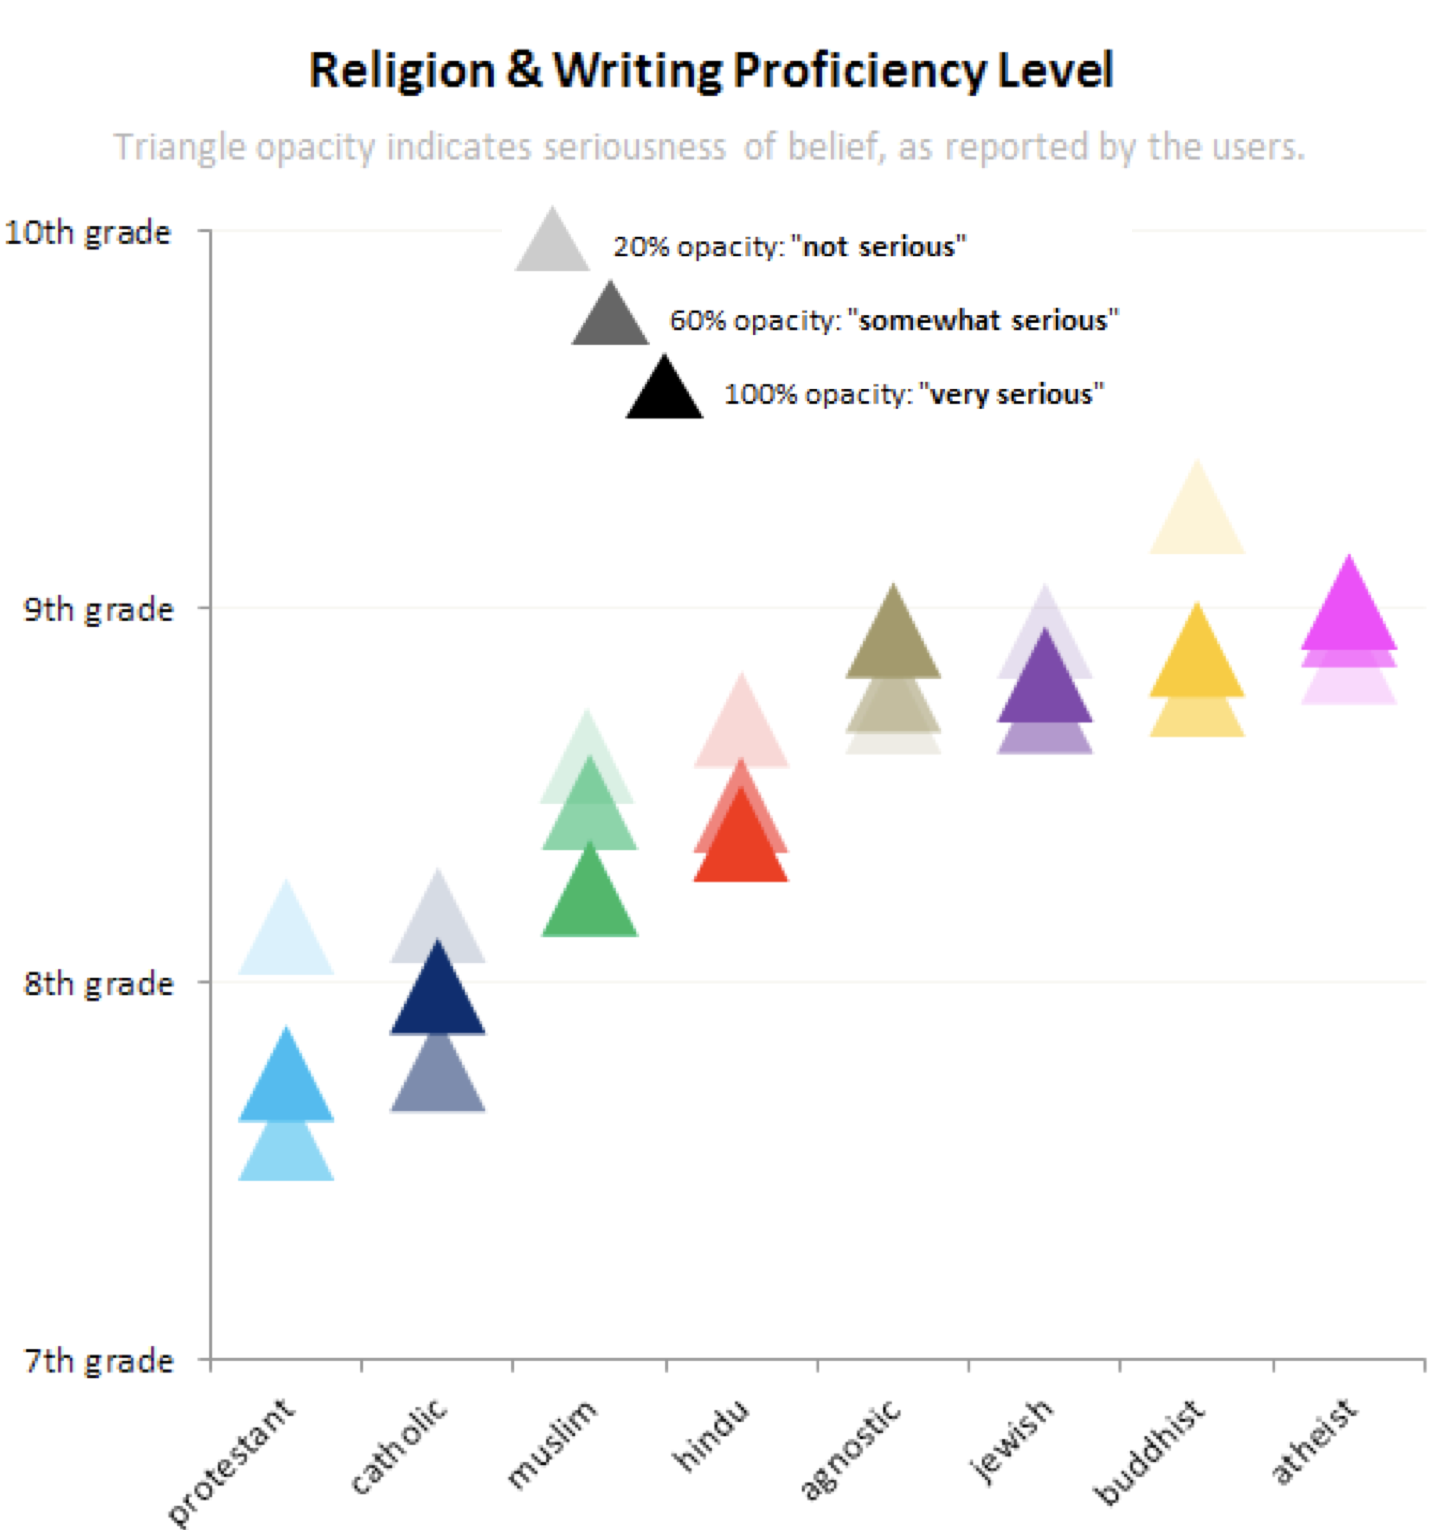 Religion & Writing Proficiency Level
Triangle opacity indicates seriousness of belief, as reported by the users.
10th grade
20% opacity: "not serious"
60% opacity: "somewhat serious"
100% opacity: "very serious"
9th grade
8th grade
7th grade
protestant
catholic
muslim
hindu
agnostic
jewish
buddhist
atheist